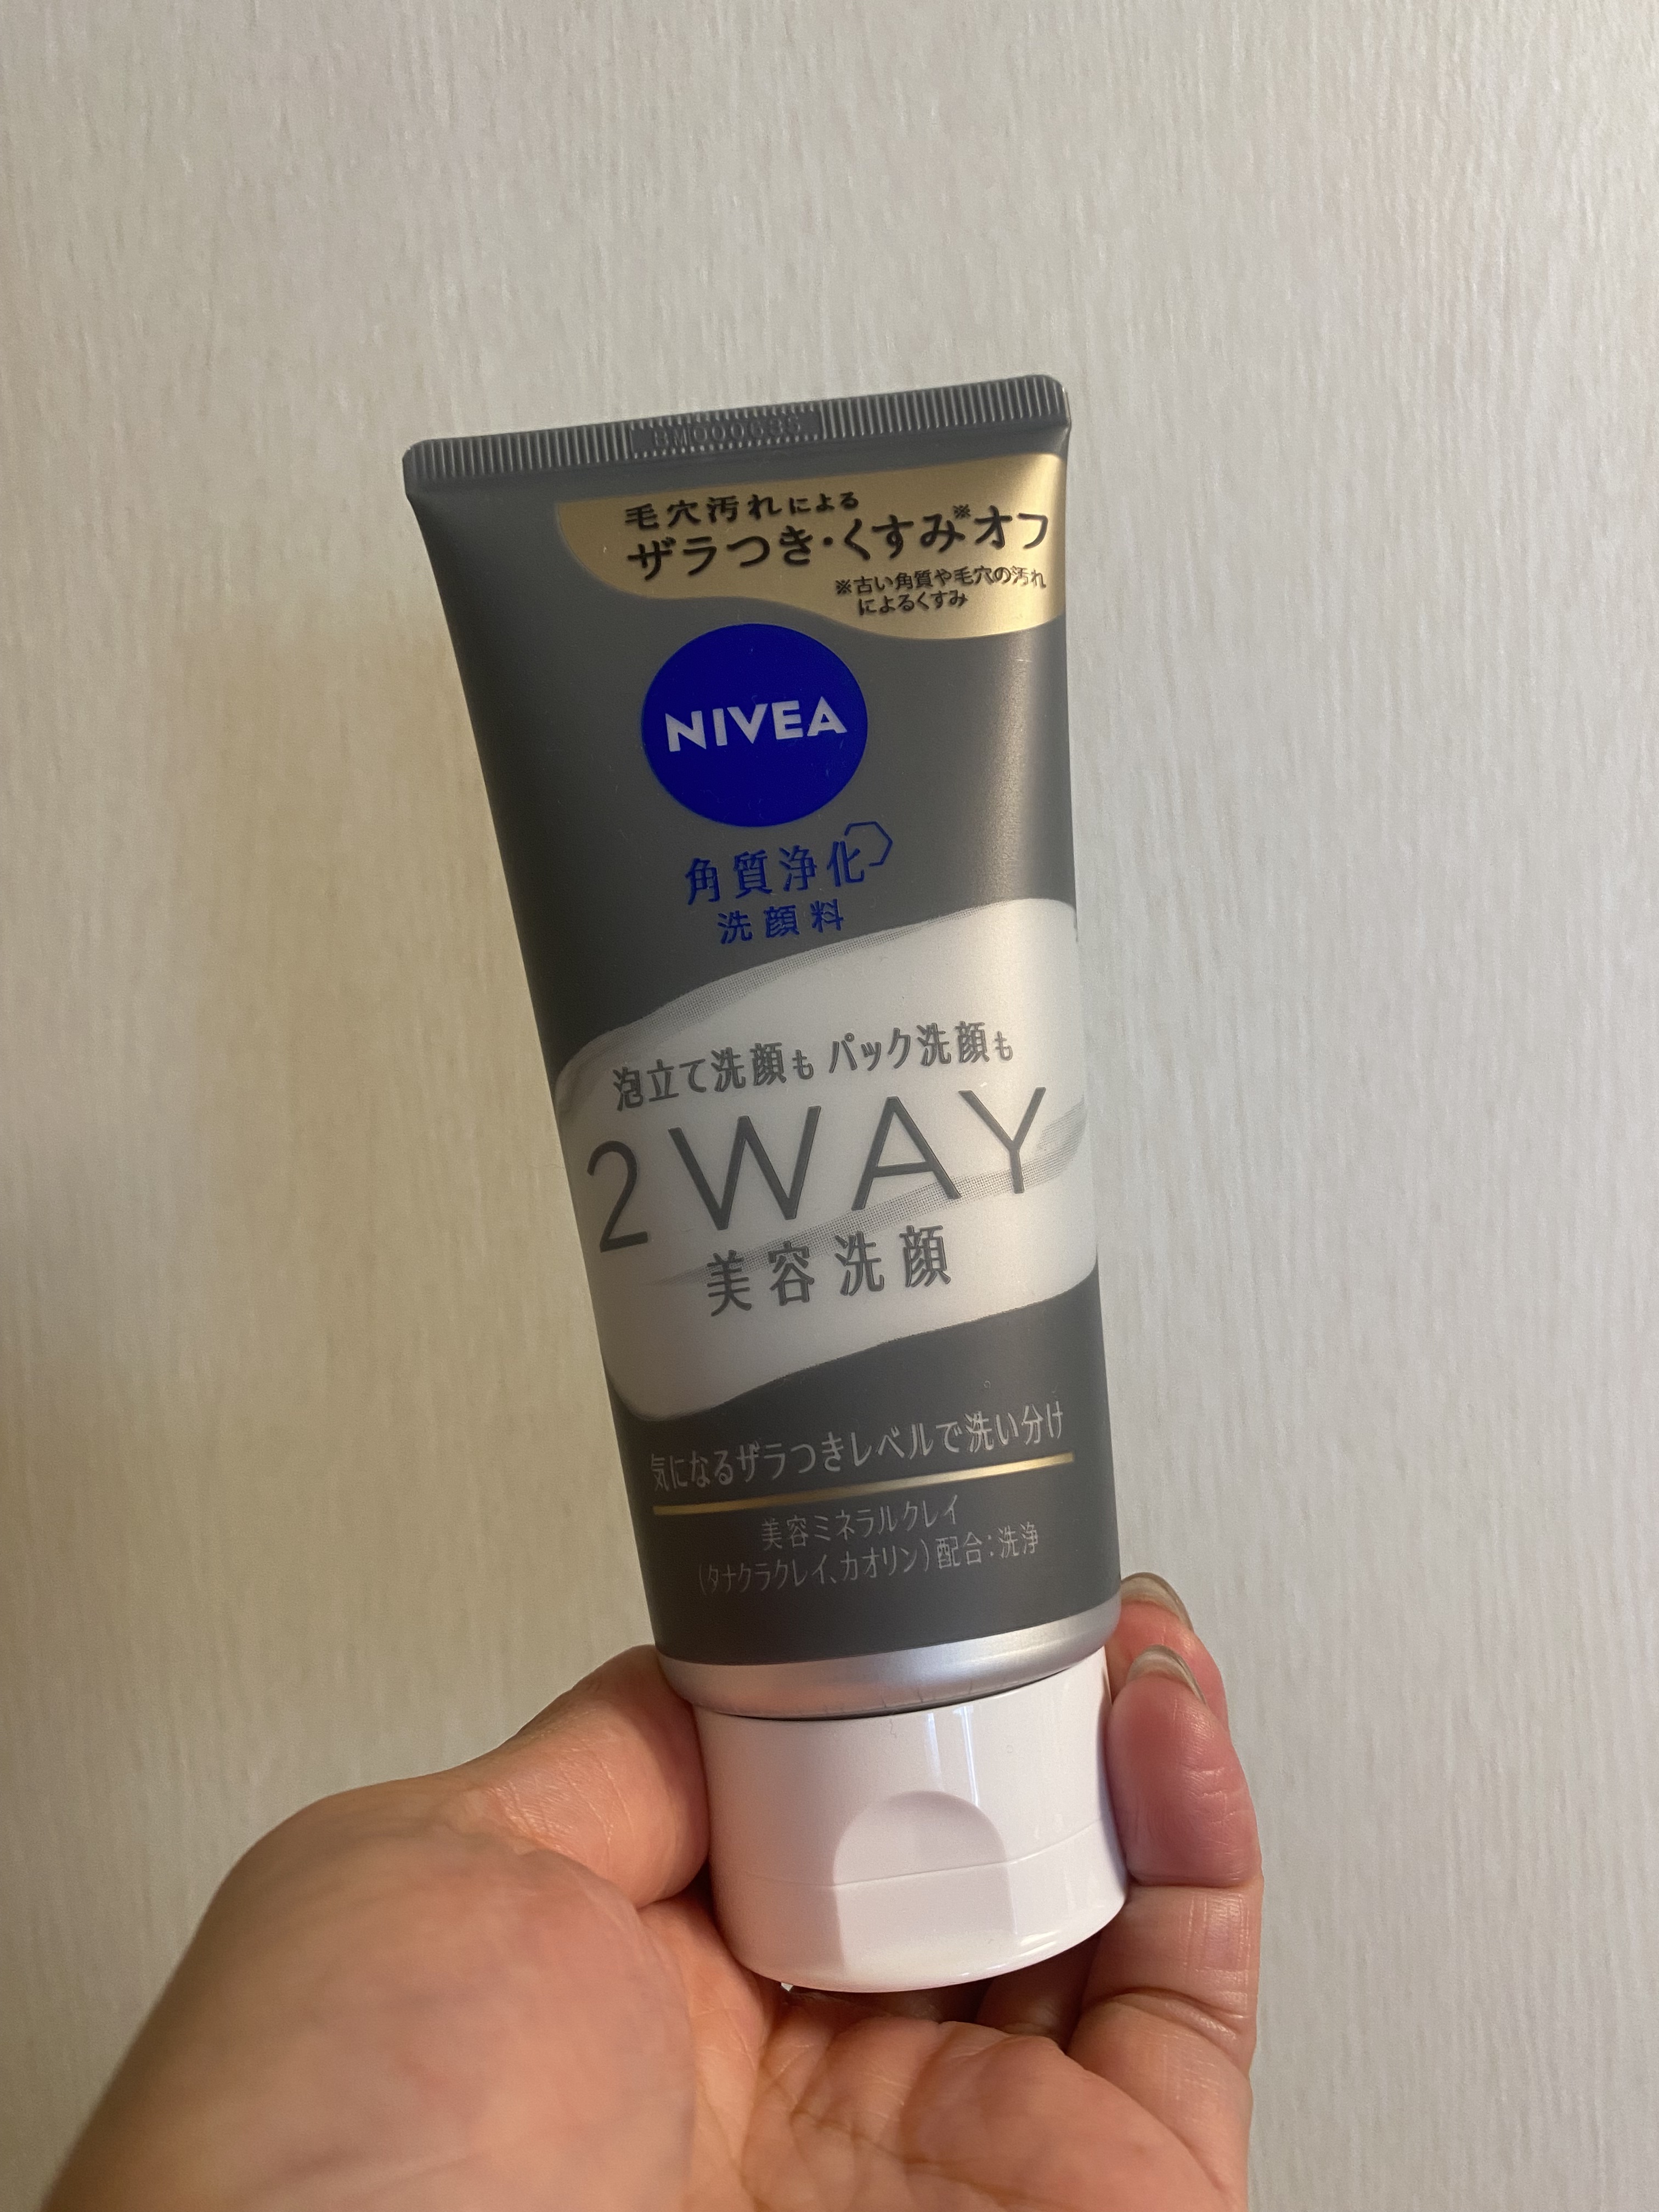 毛穴汚れによる
ザラつき・くすみ※オフ
※古い角質や毛穴の汚れ
によるくすみ
NIVEA
角質浄化
洗顔料
泡立て洗顔も パック洗顔も
2WAY
美容洗顔
気になるザラつきレベルで洗い分け
美容ミネラルクレイ
(タナクラクレイ、カオリン)配合:洗浄